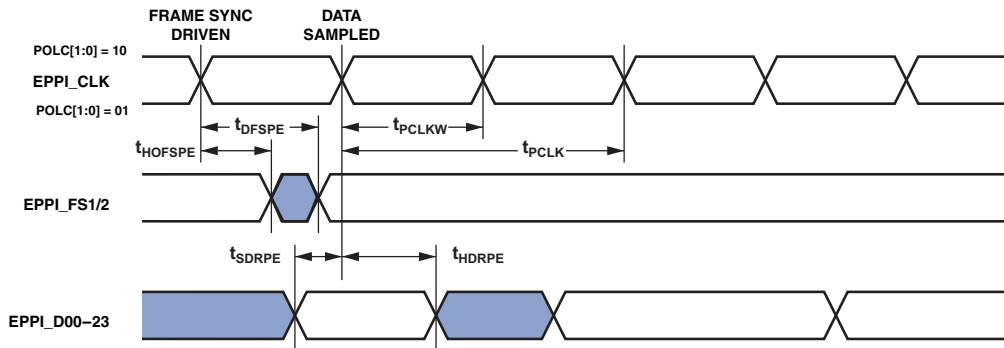 FRAME SYNC
DRIVEN
DATA
SAMPLED
POLC[1:0] = 10
EPPI_CLK
POLC[1:0] = 01
tDFSPE
tPCLKW
tHOFSPE
tPCLK
EPPI_FS1/2
tSDRPE
tHDRPE
EPPI_D00–23